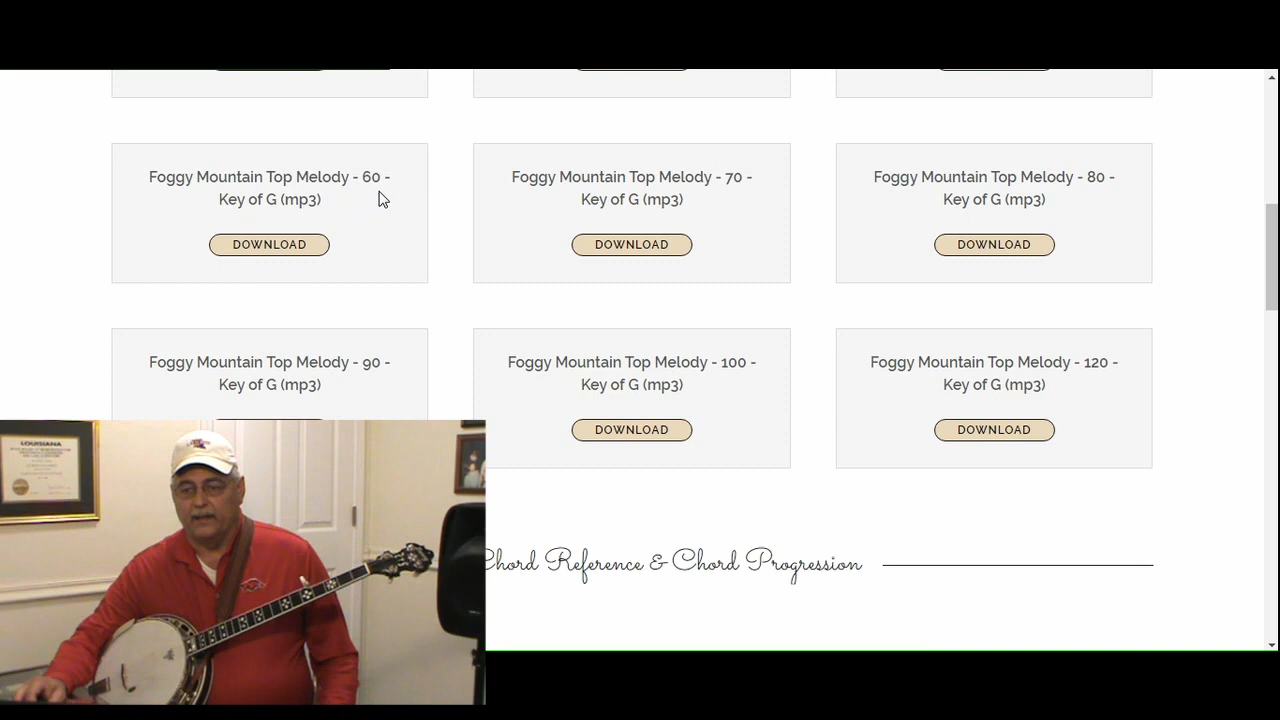 Foggy Mountain Top Melody - 60 -
Key of G (mp3)
DOWNLOAD
Foggy Mountain Top Melody - 70 -
Key of G (mp3)
DOWNLOAD
Foggy Mountain Top Melody - 80 -
Key of G (mp3)
DOWNLOAD
Foggy Mountain Top Melody - 90 -
Key of G (mp3)
Foggy Mountain Top Melody - 100 -
Key of G (mp3)
DOWNLOAD
Foggy Mountain Top Melody - 120 -
Key of G (mp3)
DOWNLOAD
LOUISIANA
Chord Reference & Chord Progression